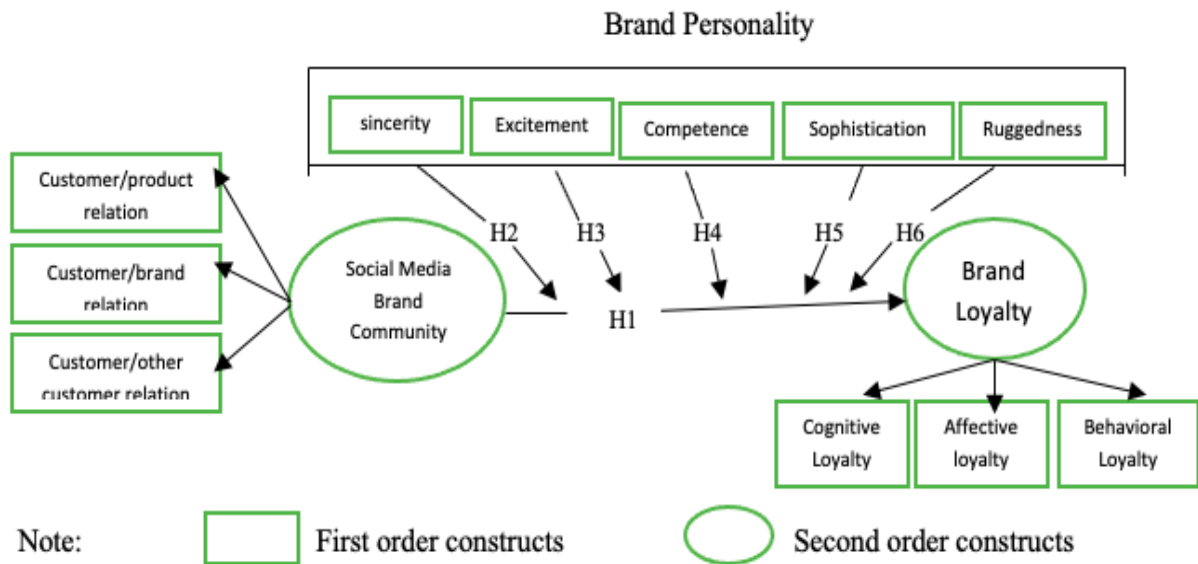 Brand Personality
sincerity
Excitement
Competence
Sophistication
Ruggedness
Customer/product
relation
Customer/brand
relation
Customer/other
customer relation
Social Media
Brand
Community
H2
H3
H4
H5
H6
H1
Brand
Loyalty
Cognitive
Loyalty
Affective
loyalty
Behavioral
Loyalty
Note:
First order constructs
Second order constructs